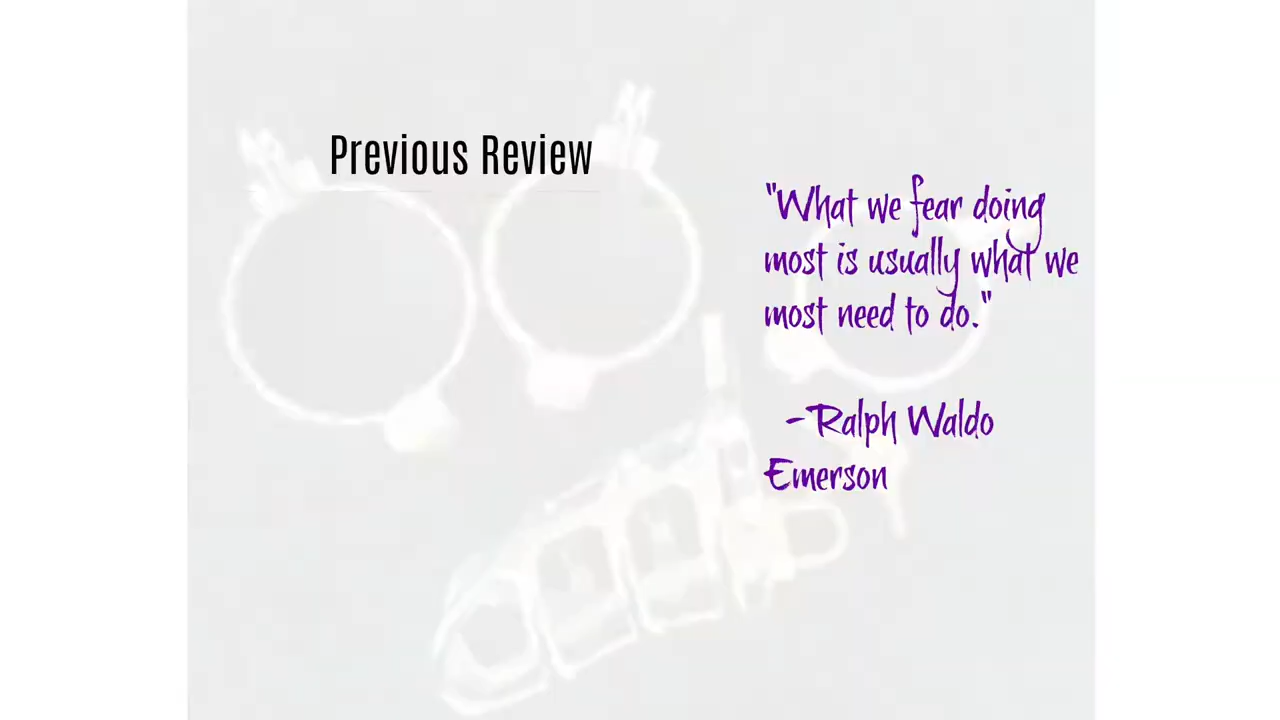 Previous Review
"What we fear doing
most is usually what we
most need to do."
-Ralph Waldo
Emerson